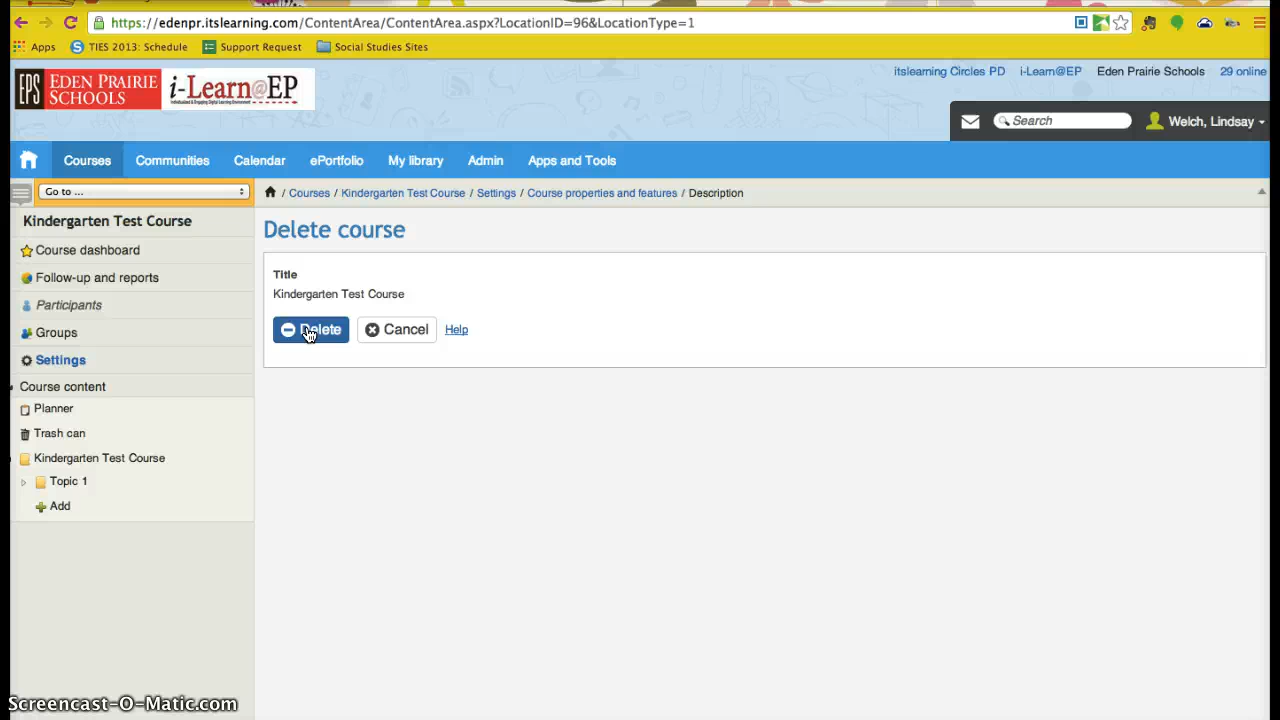 https://edenpr.itslearning.com/ContentArea/ContentArea.aspx?LocationID=96&LocationType=1
Apps TIES 2013: Schedule Support Request Social Studies Sites
EPS EDEN PRAIRIE SCHOOLS i-Learn@EP
itslearning Circles PD i-Learn@EP Eden Prairie Schools 29 online
Search Welch, Lindsay
Courses Communities Calendar ePortfolio My library Admin Apps and Tools
Go to ...
/ Courses / Kindergarten Test Course / Settings / Course properties and features / Description
Kindergarten Test Course
Course dashboard
Follow-up and reports
Participants
Groups
Settings
Course content
Planner
Trash can
Kindergarten Test Course
Topic 1
Add
Delete course
Title
Kindergarten Test Course
Delete Cancel Help
Screencast-O-Matic.com